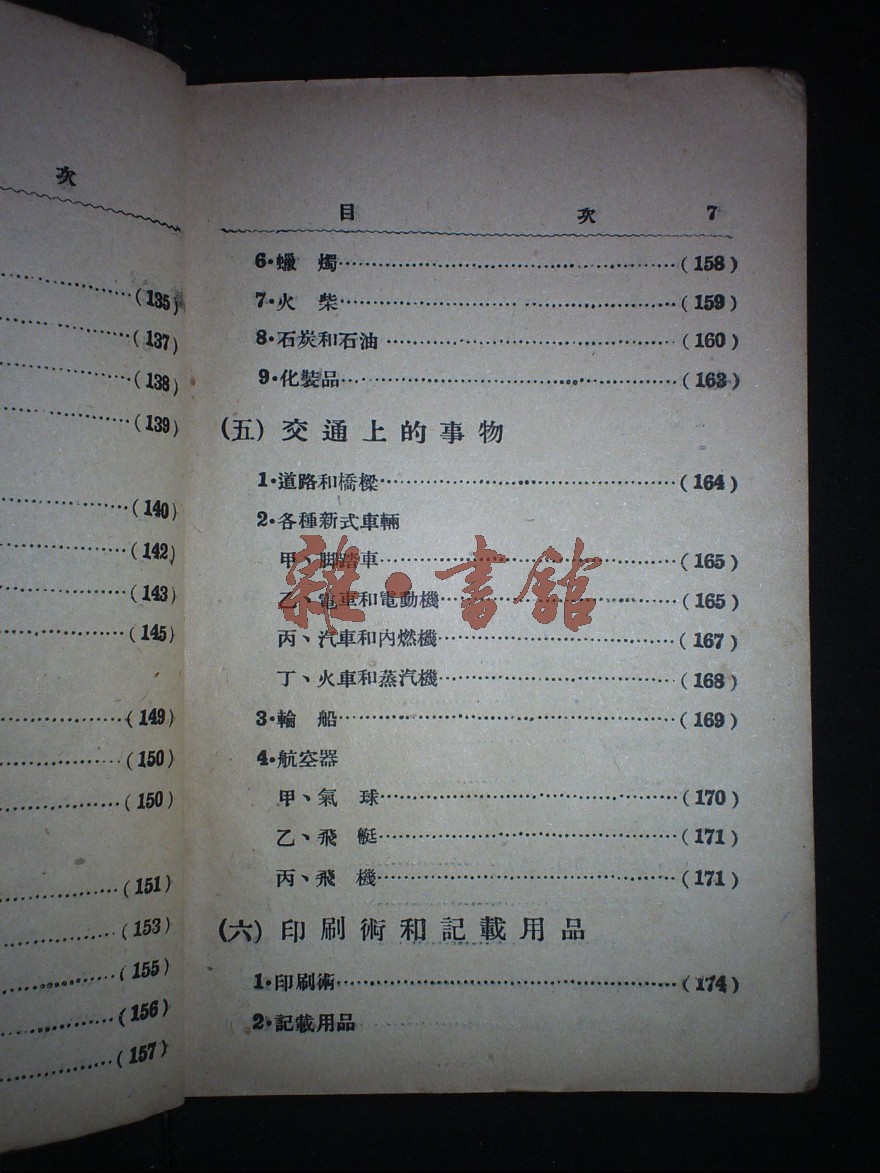 次
(135)
(137)
(138)
(139)
(140)
(142)
(143)
(145)
(149)
(150)
(150)
(151)
(153)
(155)
(156)
(157)
目 次 7
6·蠟 燭……(158)
7·火 柴……(159)
8·石炭和石油……(160)
9·化裝品……(163)
(五) 交通上的事物
1·道路和橋樑……(164)
2·各種新式車輛
甲、脚踏車……(165)
乙、電車和電動機……(165)
丙、汽車和內燃機……(167)
丁、火車和蒸汽機……(168)
3·輪 船……(169)
4·航空器
甲、氣 球……(170)
乙、飛 艇……(171)
丙、飛 機……(171)
(六) 印刷術和記載用品
1·印刷術……(174)
2·記載用品
雜·書館